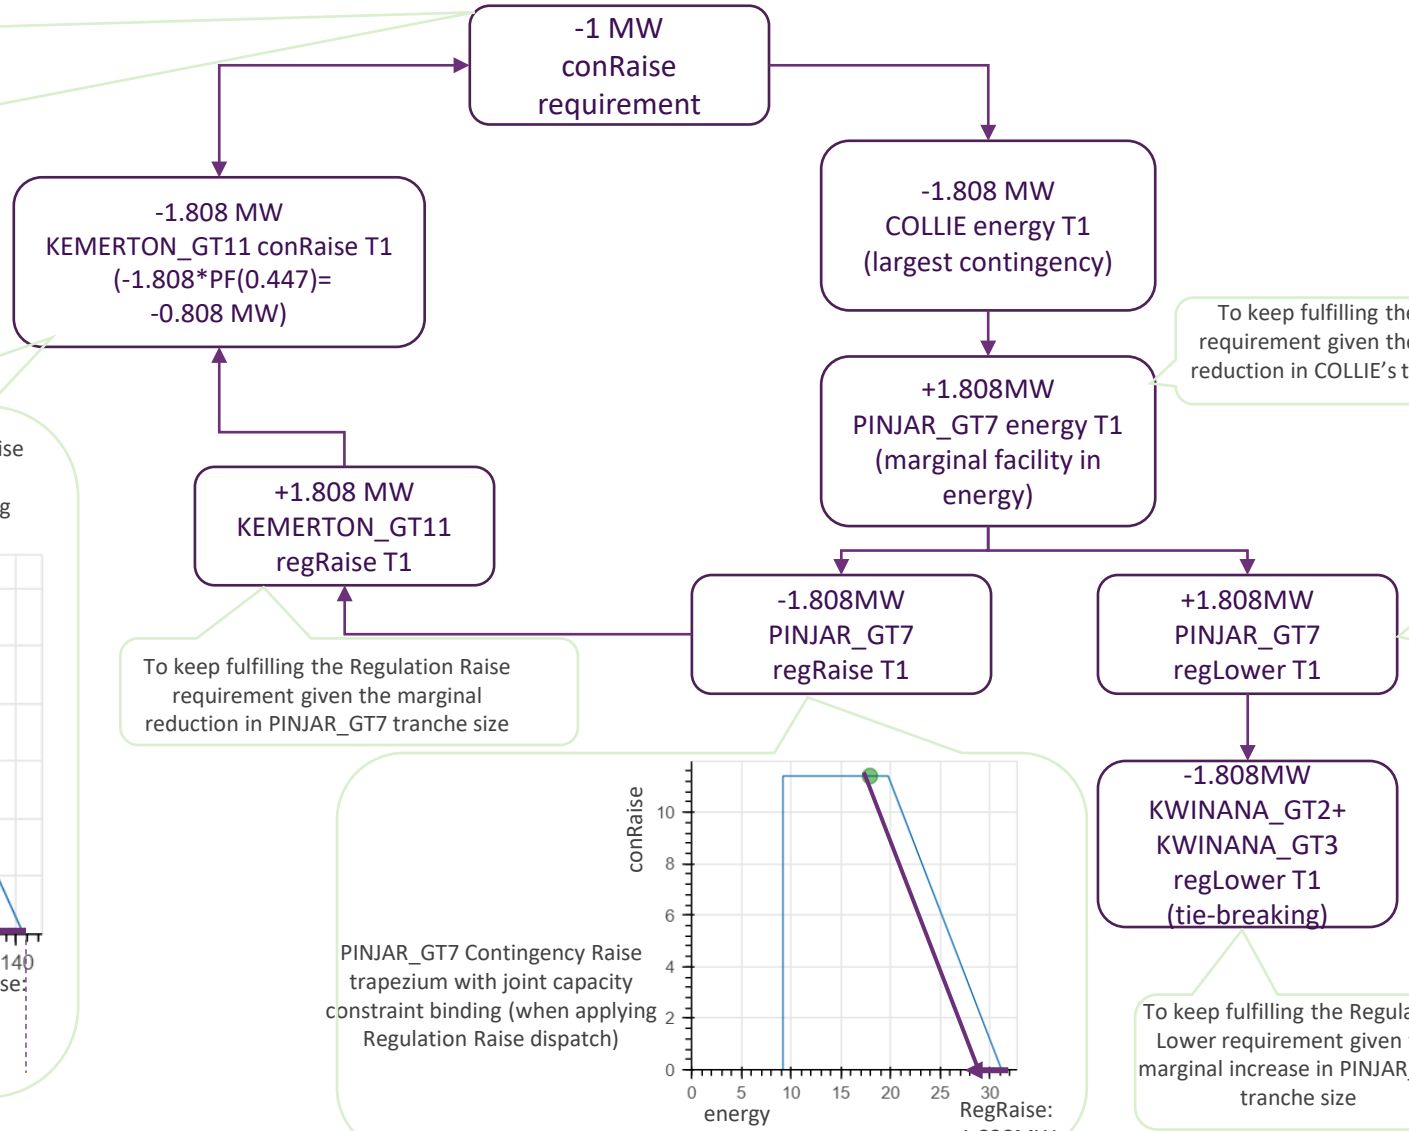 -1 MW
conRaise
requirement
-1.808 MW
KEMERTON_GT11 conRaise T1
(-1.808*PF(0.447)=
-0.808 MW)
-1.808 MW
COLLIE energy T1
(largest contingency)
To keep fulfilling the
requirement given the
reduction in COLLIE's t
+1.808MW
PINJAR_GT7 energy T1
(marginal facility in
energy)
ise
g
+1.808 MW
KEMERTON_GT11
regRaise T1
-1.808MW
PINJAR_GT7
regRaise T1
+1.808MW
PINJAR_GT7
regLower T1
To keep fulfilling the Regulation Raise
requirement given the marginal
reduction in PINJAR_GT7 tranche size
-1.808MW
KWINANA_GT2+
KWINANA_GT3
regLower T1
(tie-breaking)
140
se:
PINJAR_GT7 Contingency Raise
trapezium with joint capacity
constraint binding (when applying
Regulation Raise dispatch)
conRaise
10
8
6
4
2
0
0 5 10 15 20 25 30
energy
RegRaise:
To keep fulfilling the Regula
Lower requirement given
marginal increase in PINJAR_
tranche size